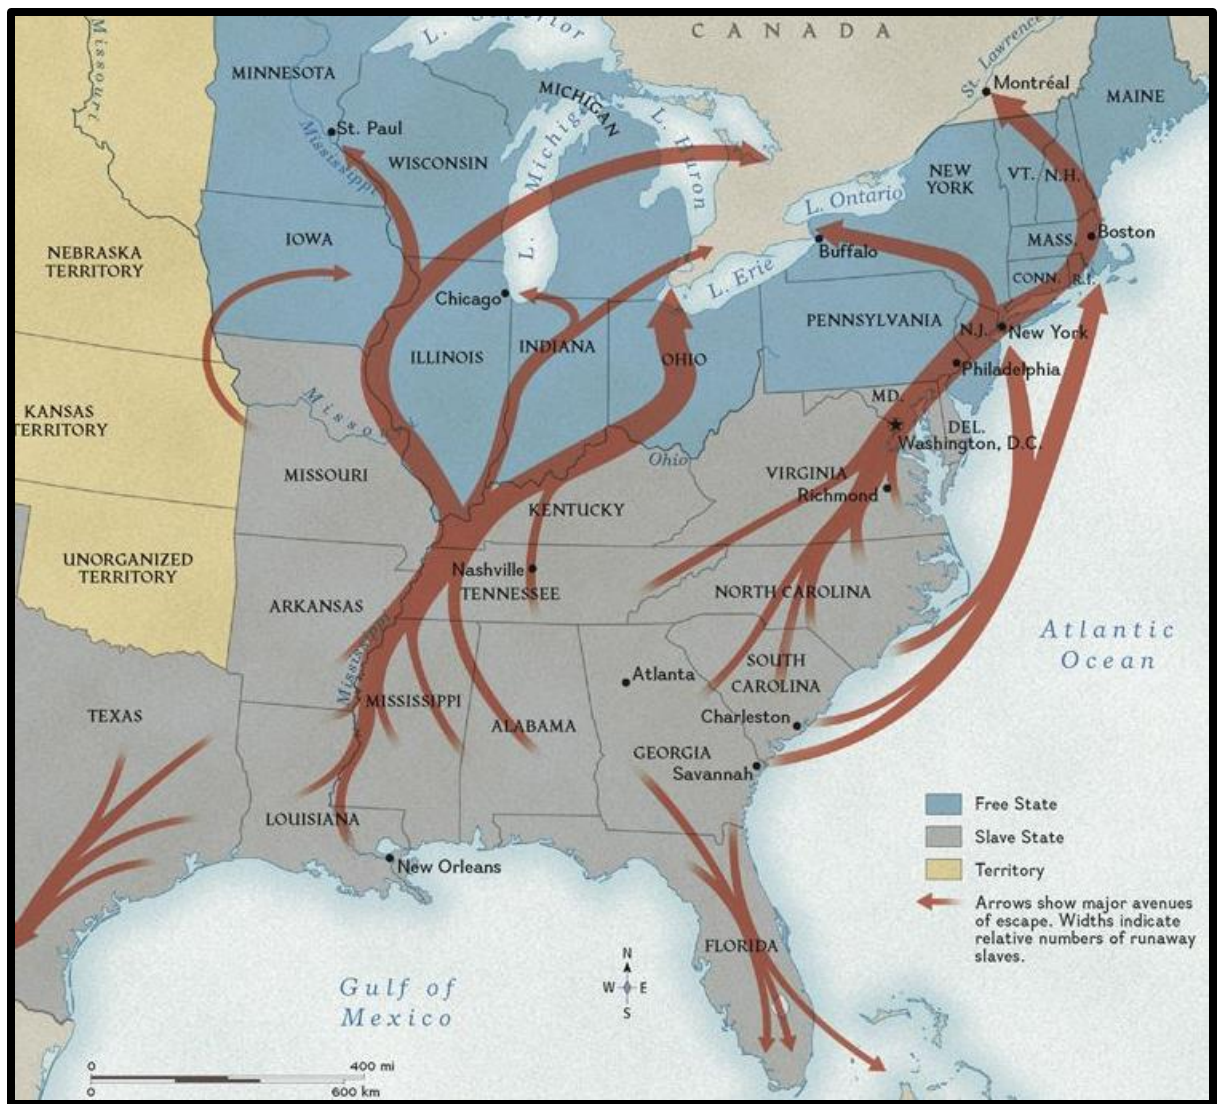 CANADA
L. Superior
Missouri
St. Lawrence
Montréal
MINNESOTA
MICHIGAN
MAINE
St. Paul
Mississippi
WISCONSIN
L. Michigan
L. Huron
NEW
YORK
VT.
N.H.
L. Ontario
IOWA
MASS.
Boston
NEBRASKA
TERRITORY
Buffalo
L. Erie
CONN.
R.I.
Chicago
PENNSYLVANIA
N.J.
New York
ILLINOIS
INDIANA
OHIO
Philadelphia
MD.
KANSAS
TERRITORY
Missou
DEL.
Washington, D.C.
Ohio
MISSOURI
VIRGINIA
Richmond
KENTUCKY
UNORGANIZED
TERRITORY
Nashville
TENNESSEE
NORTH CAROLINA
ARKANSAS
Atlantic
Ocean
Mississippi
SOUTH
CAROLINA
Atlanta
MISSISSIPPI
TEXAS
ALABAMA
Charleston
GEORGIA
Savannah
LOUISIANA
New Orleans
Free State
Slave State
Territory
Arrows show major avenues
of escape. Widths indicate
relative numbers of runaway
slaves.
FLORIDA
N
W E
S
Gulf of
Mexico
0 400 mi
0 600 km